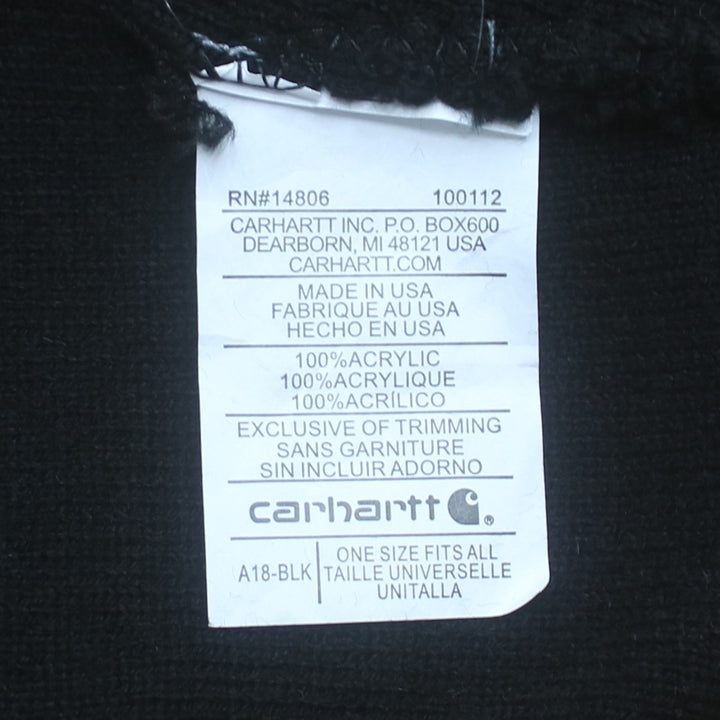 RN#14806 100112
CARHARTT INC. P.O. BOX600
DEARBORN, MI 48121 USA
CARHARTT.COM
MADE IN USA
FABRIQUE AU USA
HECHO EN USA
100%ACRYLIC
100%ACRYLIQUE
100%ACRÍLICO
EXCLUSIVE OF TRIMMING
SANS GARNITURE
SIN INCLUIR ADORNO
carhartt ®
A18-BLK
ONE SIZE FITS ALL
TAILLE UNIVERSELLE
UNITALLA